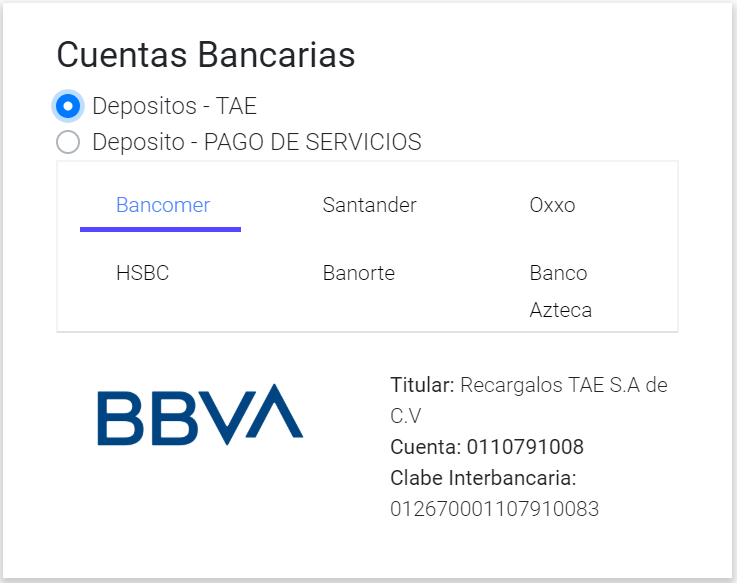 Cuentas Bancarias
Depositos - TAE
Deposito - PAGO DE SERVICIOS
Bancomer Santander Oxxo
HSBC Banorte Banco
Azteca
BBVA
Titular: Recargalos TAE S.A de
C.V
Cuenta: 0110791008
Clabe Interbancaria:
012670001107910083